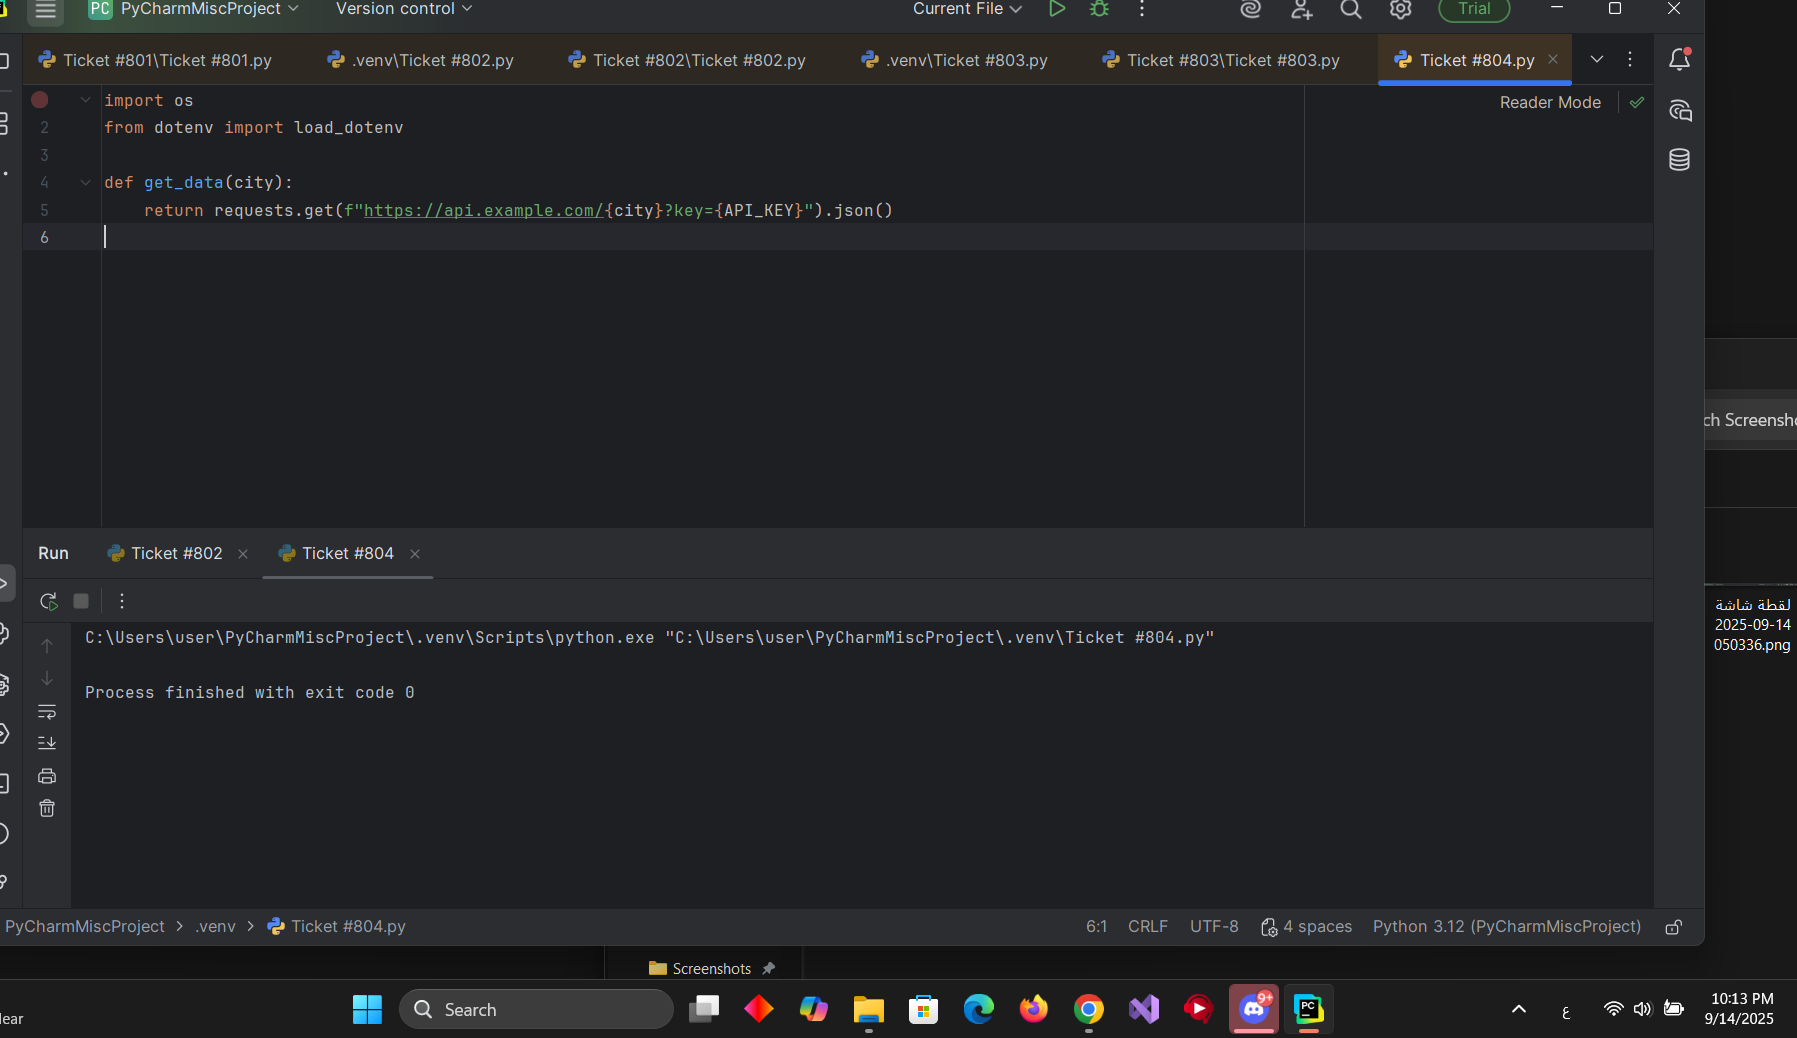 PC PyCharmMiscProject Version control Current File Trial
Ticket #801\Ticket #801.py .venv\Ticket #802.py Ticket #802\Ticket #802.py .venv\Ticket #803.py Ticket #803\Ticket #803.py Ticket #804.py
import os
Reader Mode
2 from dotenv import load_dotenv
3
4 def get_data(city):
5 return requests.get(f"https://api.example.com/{city}?key={API_KEY}").json()
6
ch Screensh
Run Ticket #802 Ticket #804
لقطة شاشة
2025-09-14
050336.png
C:\Users\user\PyCharmMiscProject\.venv\Scripts\python.exe "C:\Users\user\PyCharmMiscProject\.venv\Ticket #804.py"
Process finished with exit code 0
PyCharmMiscProject > .venv > Ticket #804.py 6:1 CRLF UTF-8 4 spaces Python 3.12 (PyCharmMiscProject)
Screenshots
lear
Search
9+
PC
ع
10:13 PM
9/14/2025